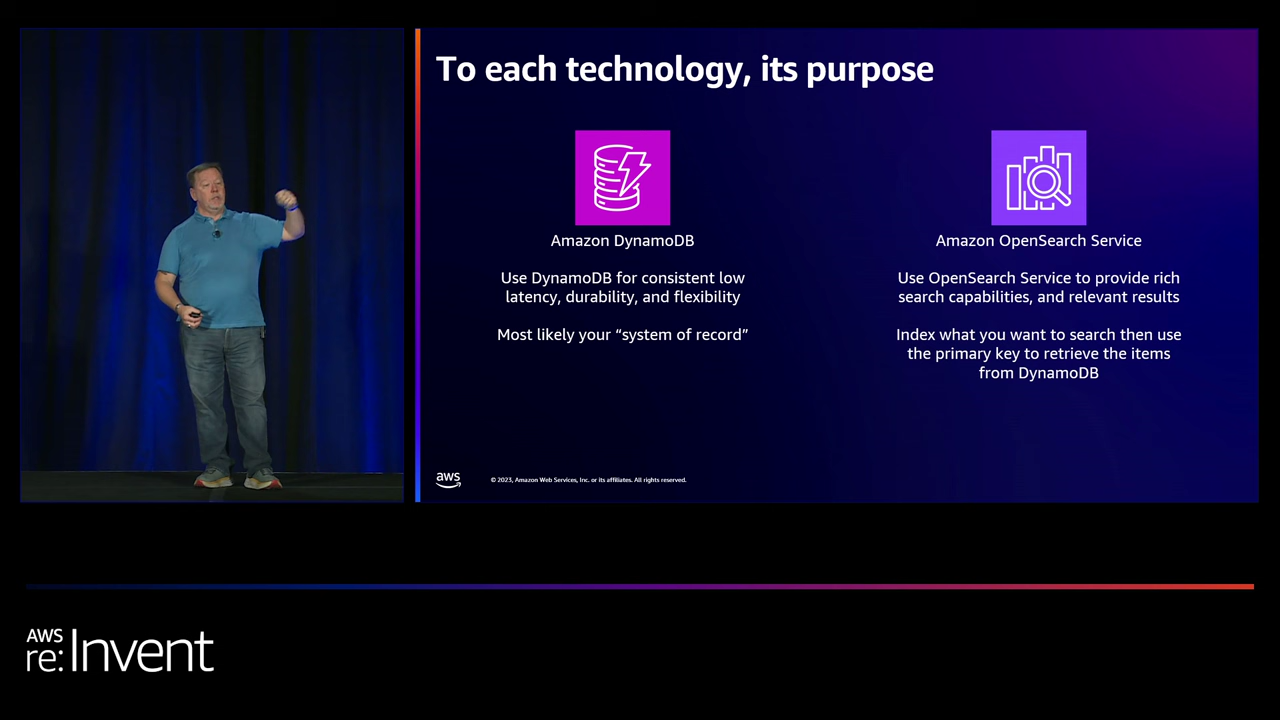 To each technology, its purpose
Amazon DynamoDB
Use DynamoDB for consistent low
latency, durability, and flexibility
Most likely your “system of record”
Amazon OpenSearch Service
Use OpenSearch Service to provide rich
search capabilities, and relevant results
Index what you want to search then use
the primary key to retrieve the items
from DynamoDB
aws
© 2023, Amazon Web Services, Inc. or its affiliates. All rights reserved.
AWS
re:Invent